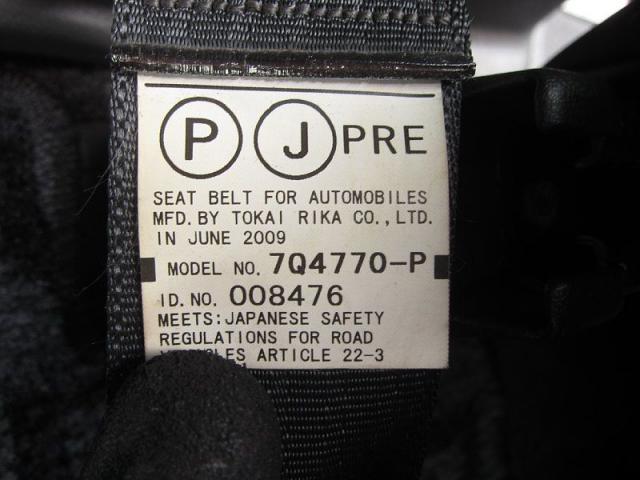 P J PRE
SEAT BELT FOR AUTOMOBILES
MFD. BY TOKAI RIKA CO., LTD.
IN JUNE 2009
MODEL NO. 7Q4770-P
ID. NO. 008476
MEETS: JAPANESE SAFETY
REGULATIONS FOR ROAD
ARTICLE 22-3